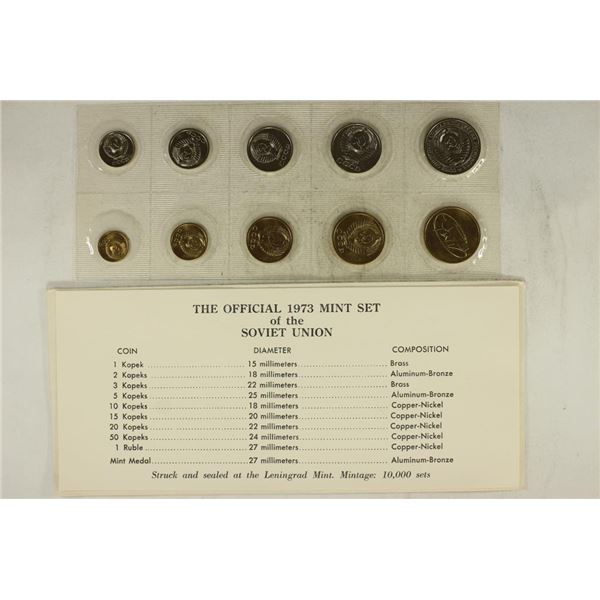 THE OFFICIAL 1973 MINT SET
of the
SOVIET UNION
COIN DIAMETER COMPOSITION
1 Kopek 15 millimeters Brass
2 Kopeks 18 millimeters Aluminum-Bronze
3 Kopeks 22 millimeters Brass
5 Kopeks 25 millimeters Aluminum-Bronze
10 Kopeks 18 millimeters Copper-Nickel
15 Kopeks 20 millimeters Copper-Nickel
20 Kopeks 22 millimeters Copper-Nickel
50 Kopeks 24 millimeters Copper-Nickel
1 Ruble 27 millimeters Copper-Nickel
Mint Medal 27 millimeters Aluminum-Bronze
Struck and sealed at the Leningrad Mint. Mintage: 10,000 sets